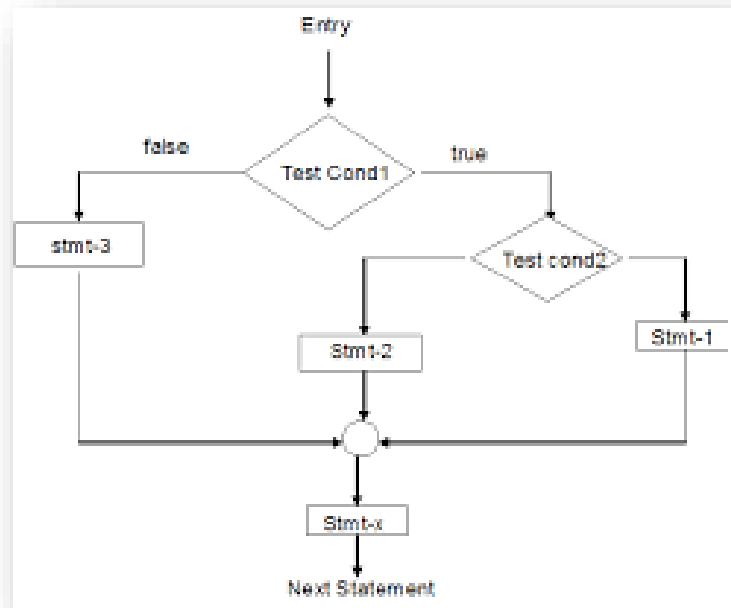 Entry
false
true
Test Cond1
stmt-3
Test cond2
Stmt-2
Stmt-1
Stmt-x
Next Statement